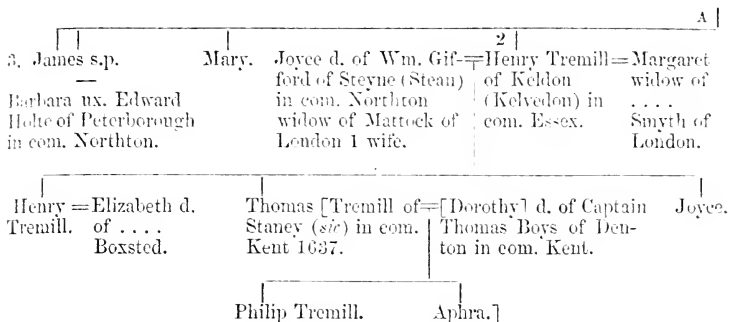 A
2
3. James s.p.
—
Barbara ux. Edward
Holte of Peterborough
in com. Northton.
Mary.
Joyce d. of Wm. Gif-
ford of Steyne (Stean)
in com. Northton
widow of Mattock of
London 1 wife.
=Henry Tremill=
of Keldon
(Kelvedon) in
com. Essex.
Margaret
widow of
. . . .
Smyth of
London.
Henry =
Tremill.
Elizabeth d.
of . . . .
Boxsted.
Thomas [Tremill of=
Staney (sic) in com.
Kent 1637.
[Dorothy] d. of Captain
Thomas Boys of Den-
ton in com. Kent.
Joyce.
Philip Tremill.
Aphra.]